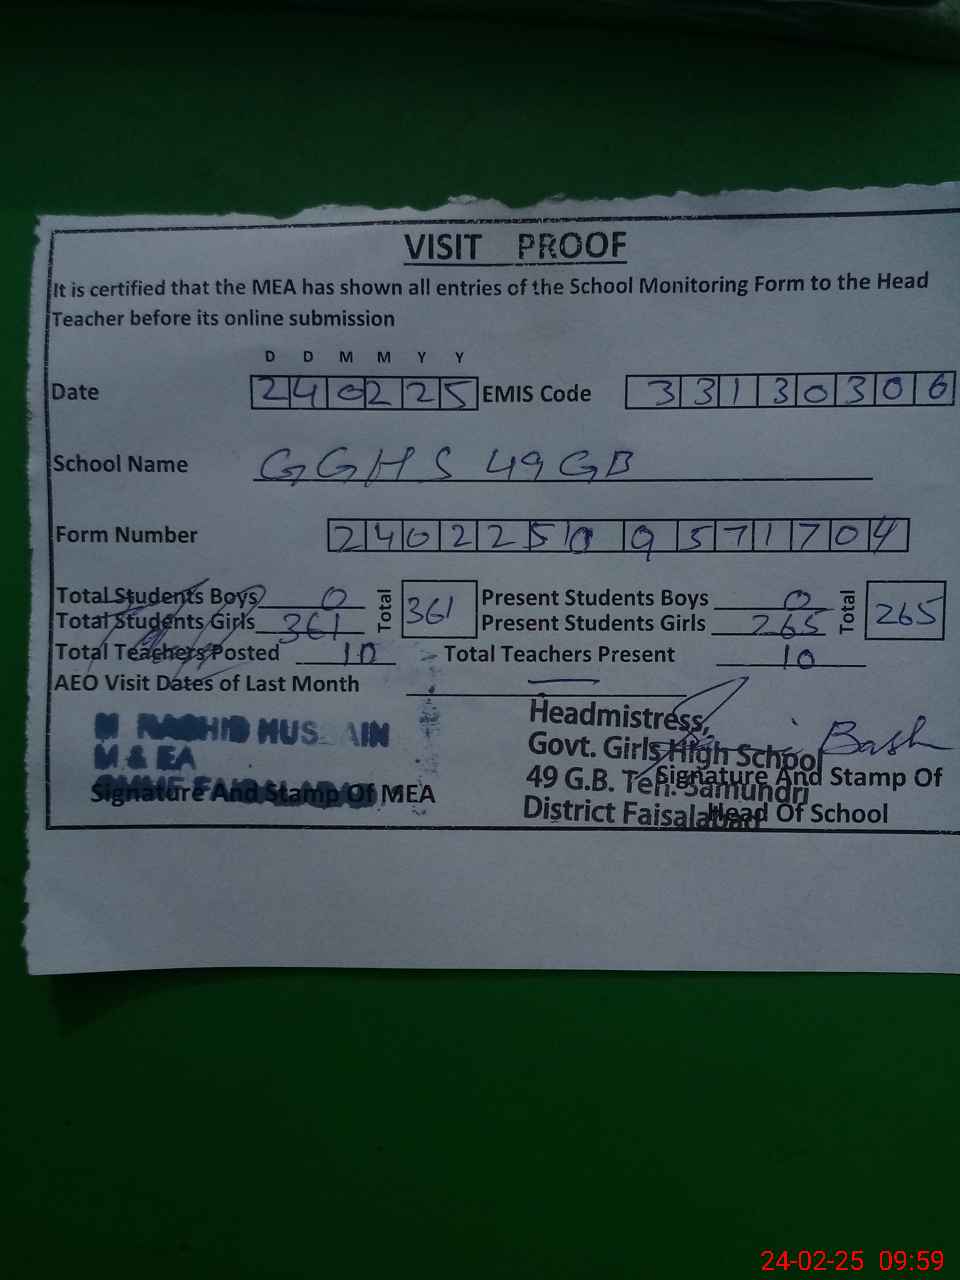 VISIT PROOF
It is certified that the MEA has shown all entries of the School Monitoring Form to the Head
Teacher before its online submission
D D M M Y Y
Date 240225 EMIS Code 33130306
School Name GGHS 49 GB
Form Number 24022509571704
Total Students Boys 0 Total 361 Present Students Boys 0 Total 265
Total Students Girls 361 Present Students Girls 265
Total Teachers Posted 10 Total Teachers Present 10
AEO Visit Dates of Last Month —
M RASHID HUSSAIN
M & EA
Signature And Stamp Of MEA
Headmistress,
Govt. Girls High School
49 G.B. Teh. Samundri
District Faisalabad
Bash
Signature And Stamp Of
Head Of School
24-02-25 09:59